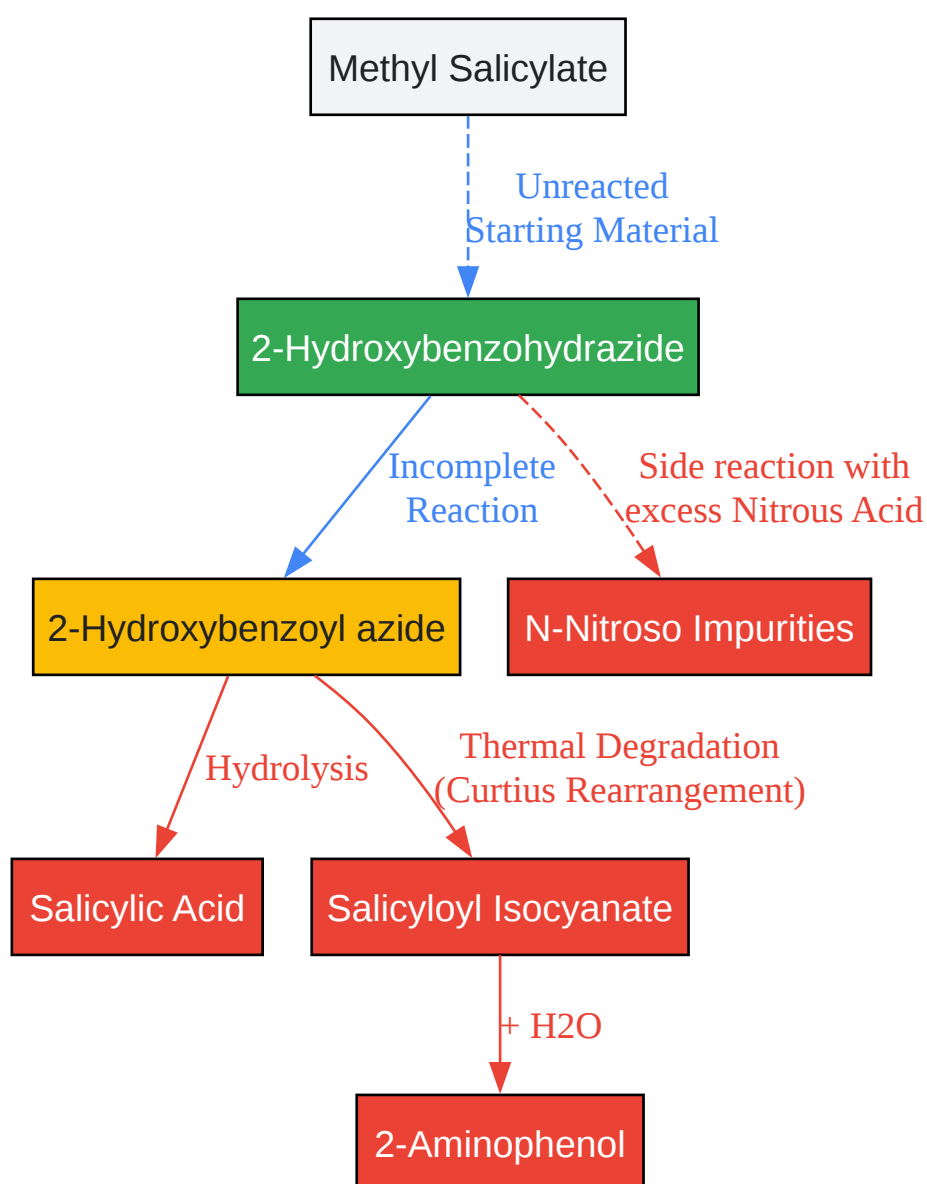 Methyl Salicylate
Unreacted
Starting Material
2-Hydroxybenzohydrazide
Incomplete
Reaction
Side reaction with
excess Nitrous Acid
2-Hydroxybenzoyl azide
N-Nitroso Impurities
Hydrolysis
Thermal Degradation
(Curtius Rearrangement)
Salicylic Acid
Salicyloyl Isocyanate
+ H2O
2-Aminophenol